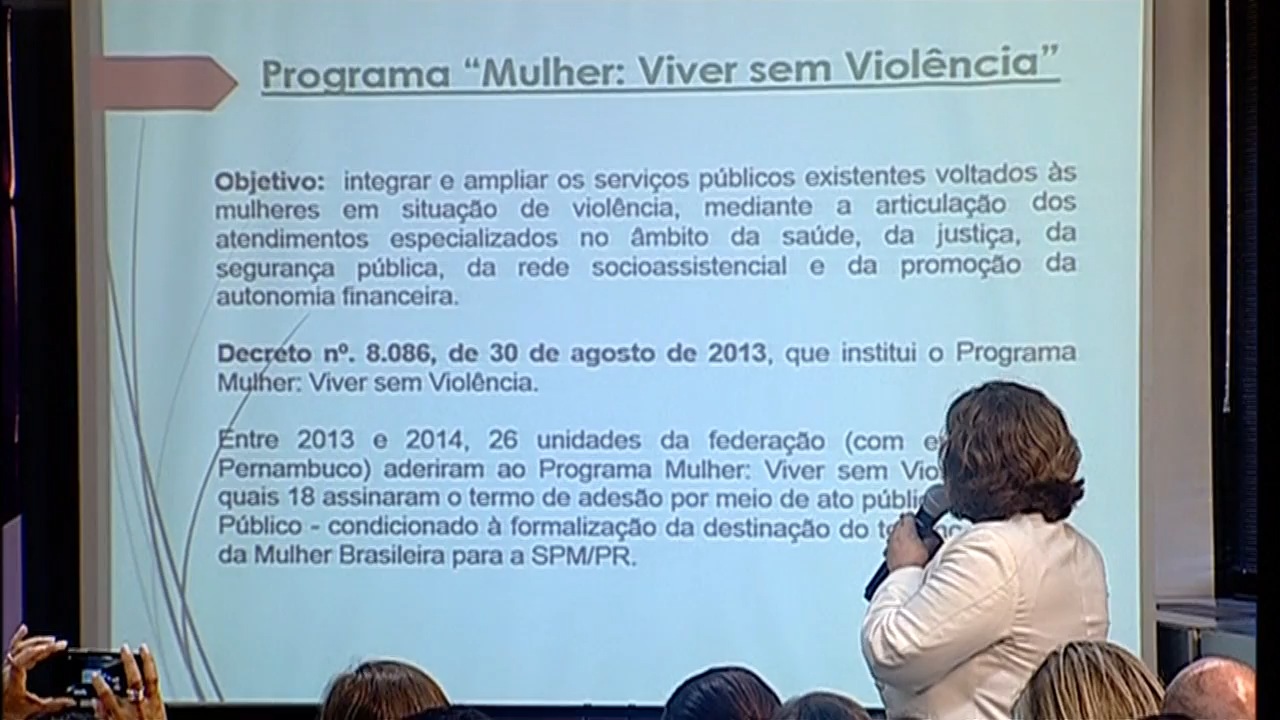 Programa “Mulher: Viver sem Violência”
Objetivo: integrar e ampliar os serviços públicos existentes voltados às
mulheres em situação de violência, mediante a articulação dos
atendimentos especializados no âmbito da saúde, da justiça, da
segurança pública, da rede socioassistencial e da promoção da
autonomia financeira.
Decreto nº. 8.086, de 30 de agosto de 2013, que institui o Programa
Mulher: Viver sem Violência.
Entre 2013 e 2014, 26 unidades da federação (com
Pernambuco) aderiram ao Programa Mulher: Viver sem
quais 18 assinaram o termo de adesão por meio de ato
Público - condicionado à formalização da destinação do
da Mulher Brasileira para a SPM/PR.